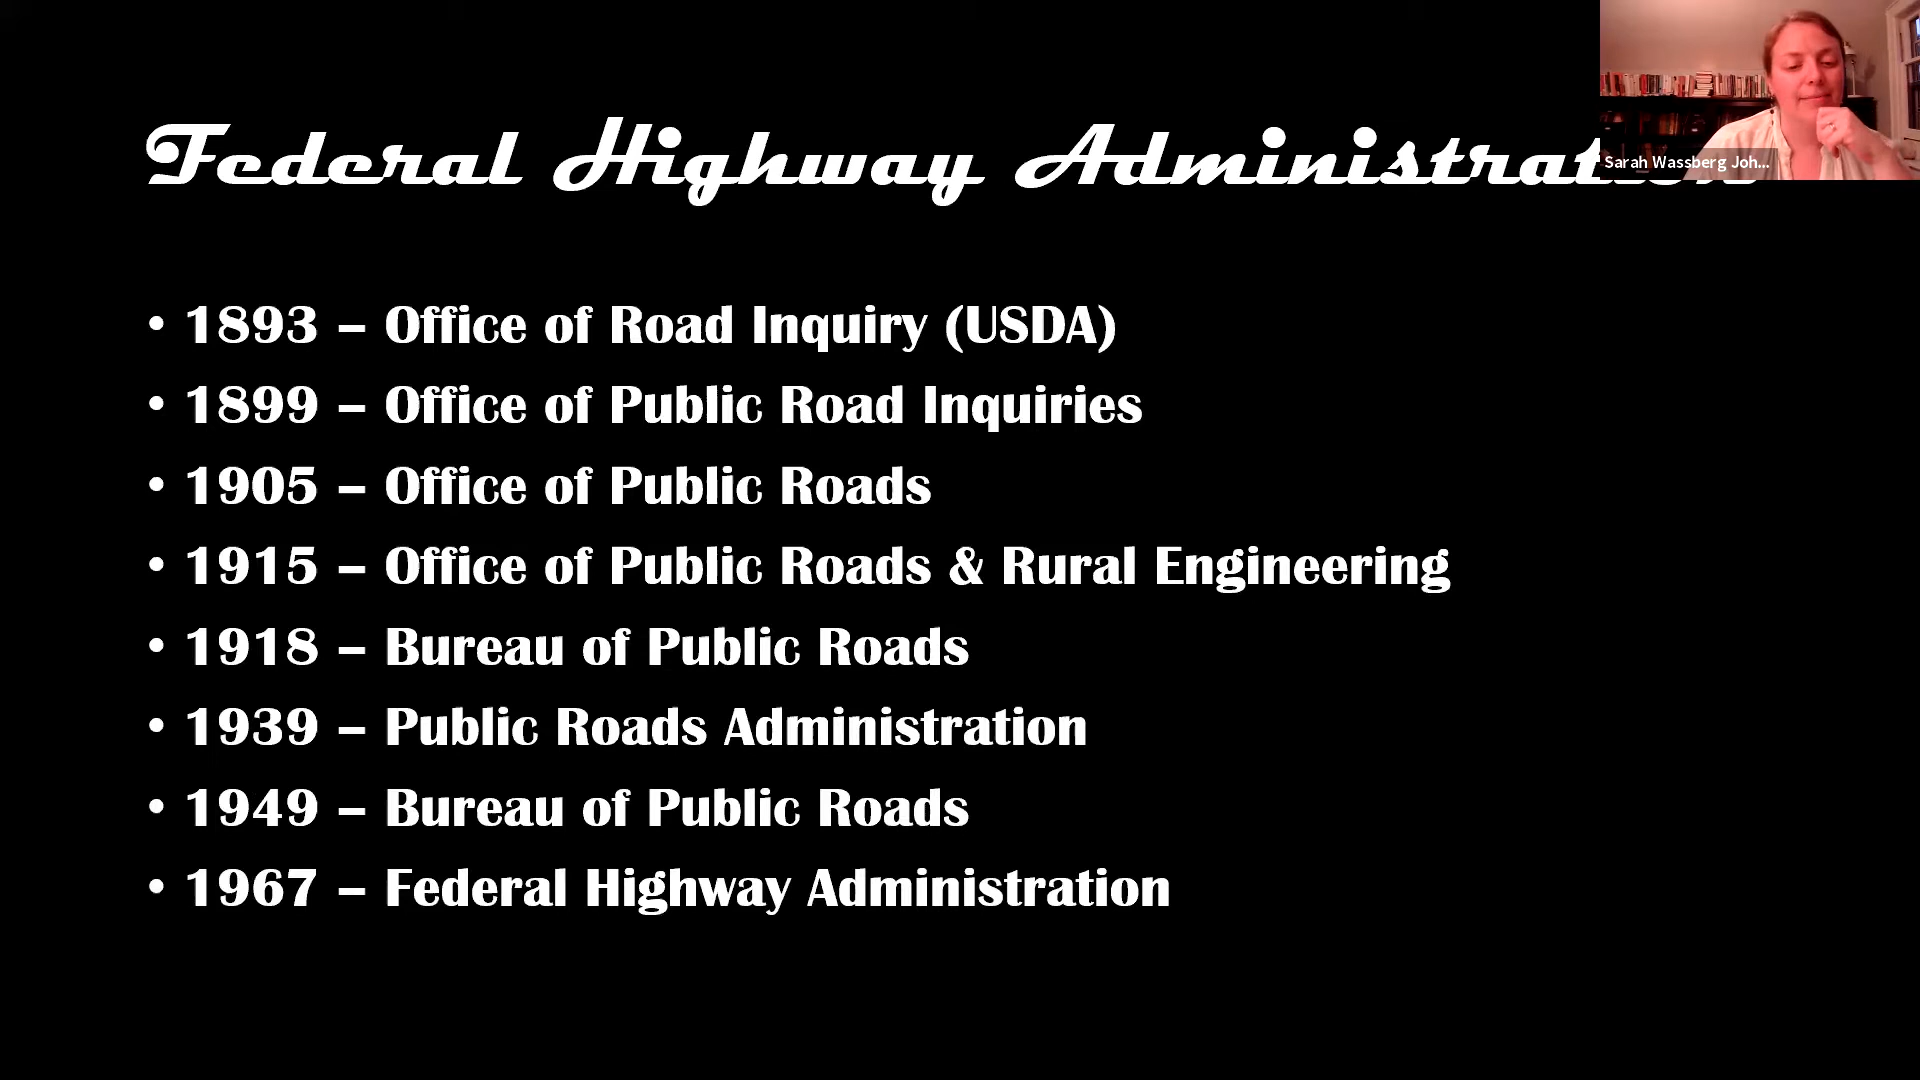 Federal Highway Administration
Sarah Wassberg Joh...
• 1893 – Office of Road Inquiry (USDA)
• 1899 – Office of Public Road Inquiries
• 1905 – Office of Public Roads
• 1915 – Office of Public Roads & Rural Engineering
• 1918 – Bureau of Public Roads
• 1939 – Public Roads Administration
• 1949 – Bureau of Public Roads
• 1967 – Federal Highway Administration